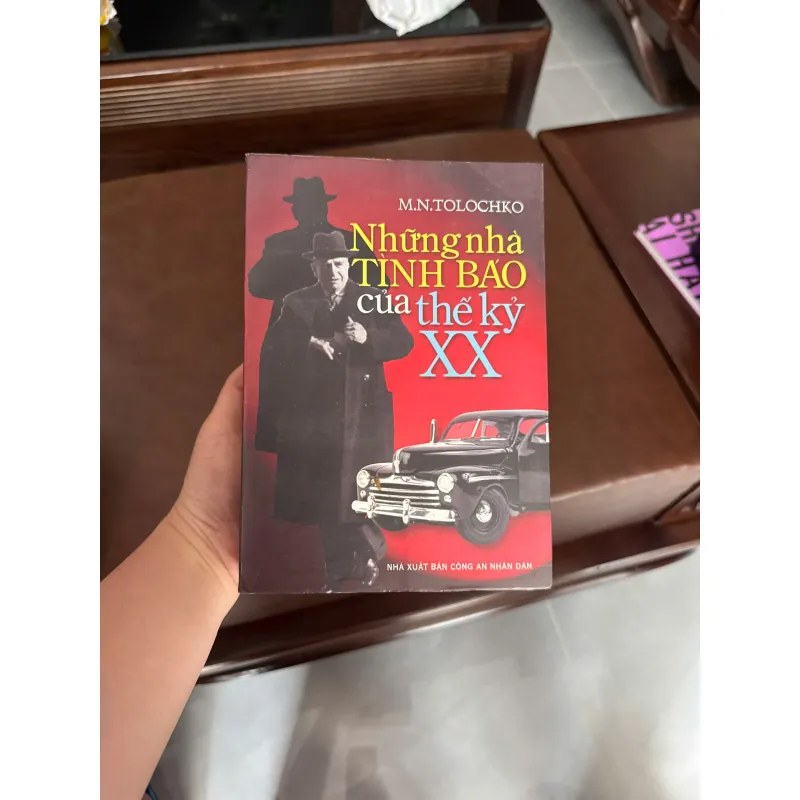 M.N.TOLOCHKO
Những nhà
TÌNH BÁO
của thế kỷ
XX
NHÀ XUẤT BẢN CÔNG AN NHÂN DÂN